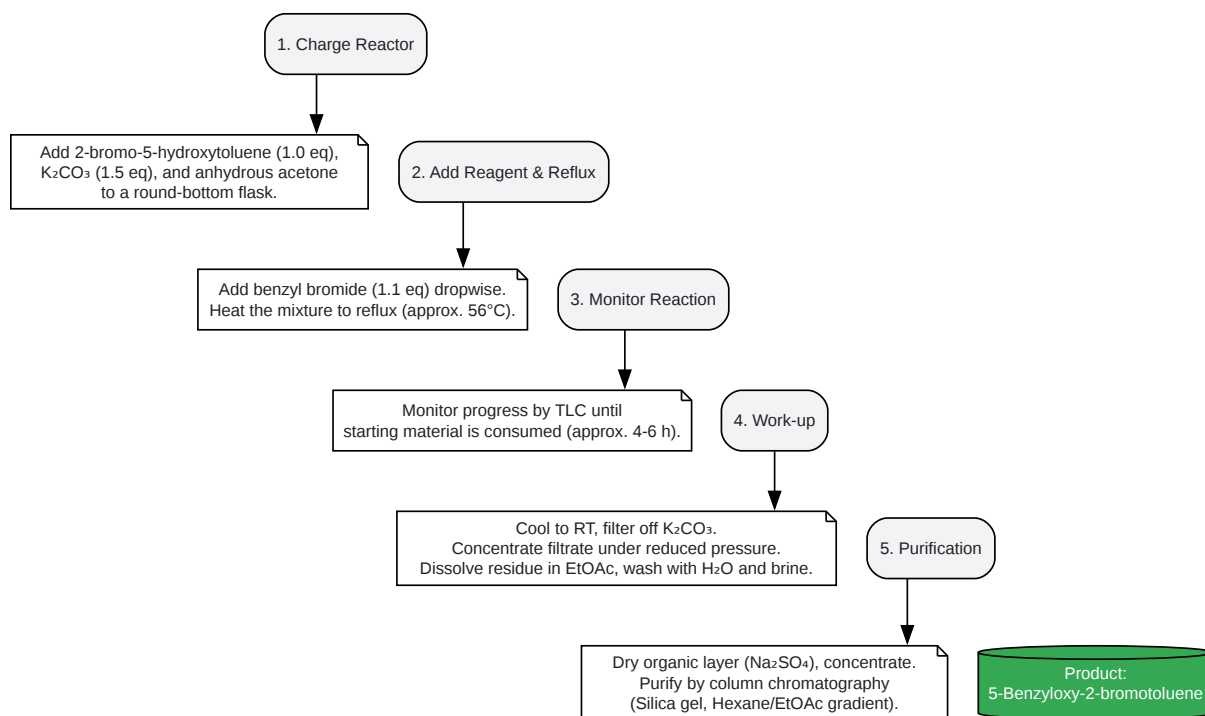 1. Charge Reactor
Add 2-bromo-5-hydroxytoluene (1.0 eq),
K₂CO₃ (1.5 eq), and anhydrous acetone
to a round-bottom flask.
2. Add Reagent & Reflux
Add benzyl bromide (1.1 eq) dropwise.
Heat the mixture to reflux (approx. 56°C).
3. Monitor Reaction
Monitor progress by TLC until
starting material is consumed (approx. 4-6 h).
4. Work-up
Cool to RT, filter off K₂CO₃.
Concentrate filtrate under reduced pressure.
Dissolve residue in EtOAc, wash with H₂O and brine.
5. Purification
Dry organic layer (Na₂SO₄), concentrate.
Purify by column chromatography
(Silica gel, Hexane/EtOAc gradient).
Product:
5-Benzyloxy-2-bromotoluene